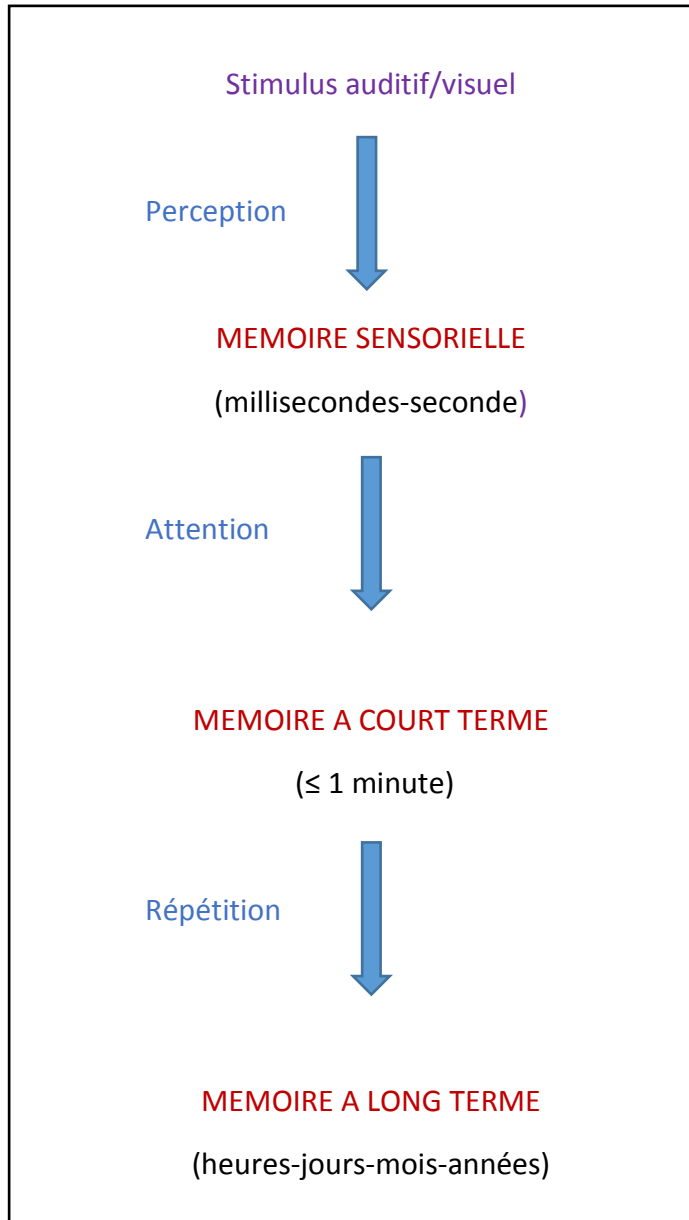 Stimulus auditif/visuel
Perception
MEMOIRE SENSORIELLE
(millisecondes-seconde)
Attention
MEMOIRE A COURT TERME
(≤ 1 minute)
Répétition
MEMOIRE A LONG TERME
(heures-jours-mois-années)